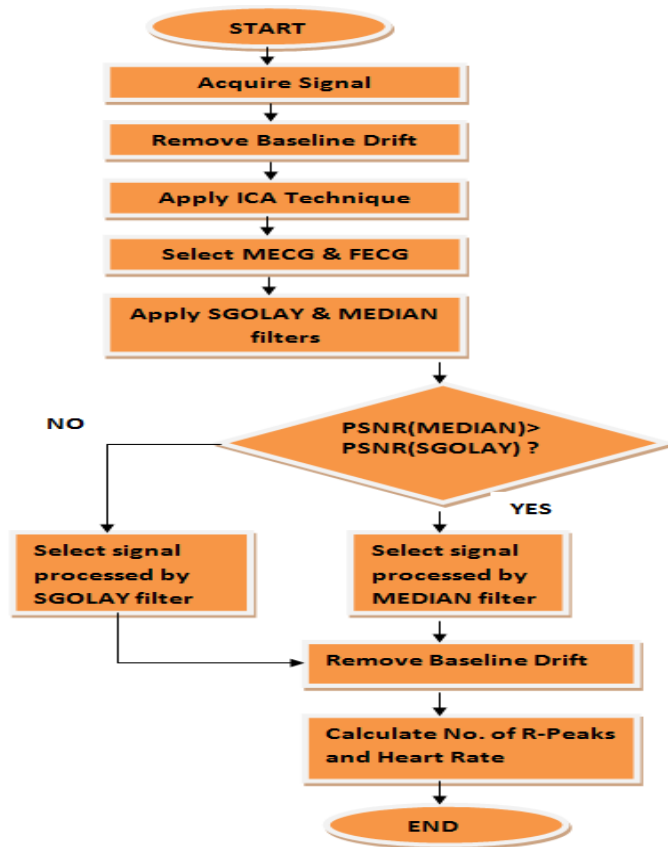 START
Acquire Signal
Remove Baseline Drift
Apply ICA Technique
Select MECG & FECG
Apply SGOLAY & MEDIAN
filters
PSNR(MEDIAN)>
PSNR(SGOLAY) ?
NO
YES
Select signal
processed by
SGOLAY filter
Select signal
processed by
MEDIAN filter
Remove Baseline Drift
Calculate No. of R-Peaks
and Heart Rate
END